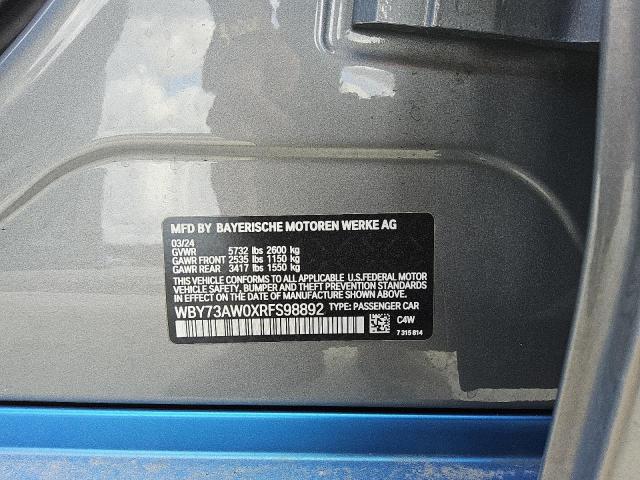 MFD BY BAYERISCHE MOTOREN WERKE AG
03/24
GVWR 5732 lbs 2600 kg
GAWR FRONT 2535 lbs 1150 kg
GAWR REAR 3417 lbs 1550 kg
THIS VEHICLE CONFORMS TO ALL APPLICABLE U.S.FEDERAL MOTOR
VEHICLE SAFETY, BUMPER, AND THEFT PREVENTION STANDARDS
IN EFFECT ON THE DATE OF MANUFACTURE SHOWN ABOVE.
WBY73AW0XRFS98892 TYPE: PASSENGER CAR
C4W
7 315 814